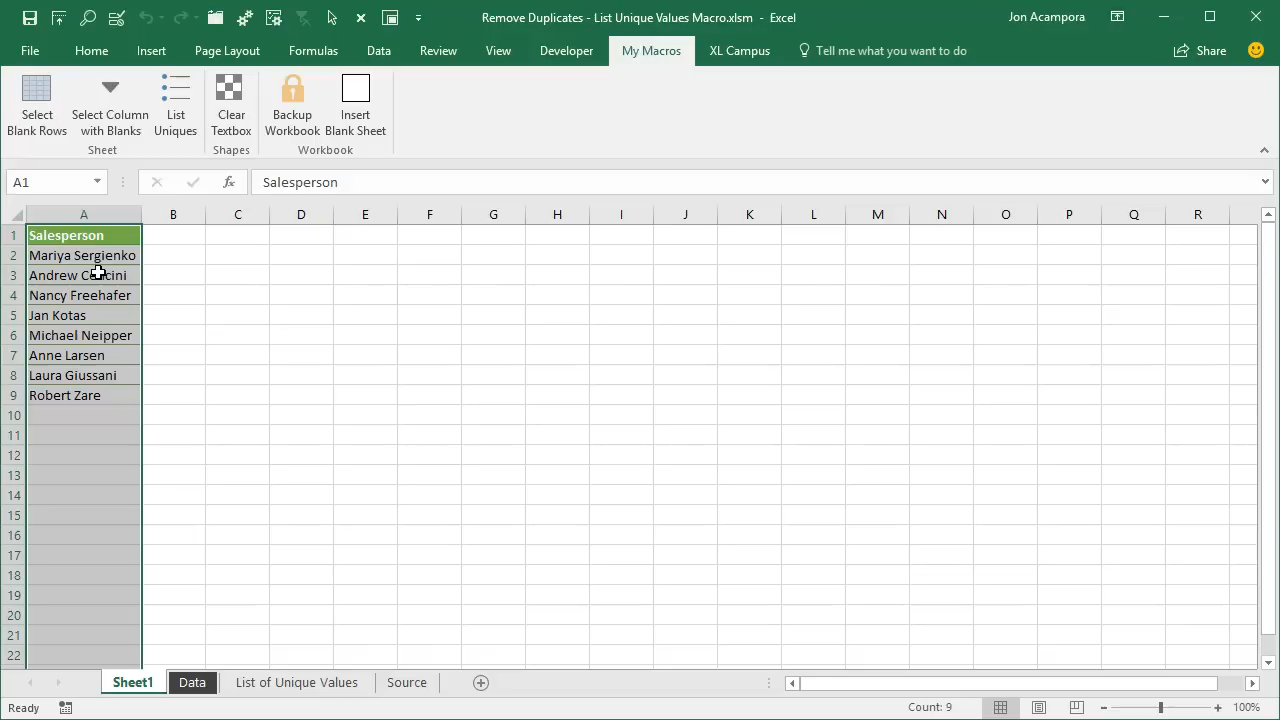 Remove Duplicates - List Unique Values Macro.xlsm - Excel
Jon Acampora
File Home Insert Page Layout Formulas Data Review View Developer My Macros XL Campus Tell me what you want to do Share
Select Blank Rows
Select Column with Blanks
List Uniques
Clear Textbox
Backup Workbook
Insert Blank Sheet
Sheet Shapes Workbook
A1 fx Salesperson
A B C D E F G H I J K L M N O P Q R
1 Salesperson
2 Mariya Sergienko
3 Andrew
4 Nancy Freehafer
5 Jan Kotas
6 Michael Neipper
7 Anne Larsen
8 Laura Giussani
9 Robert Zare
10
11
12
13
14
15
16
17
18
19
20
21
22
Sheet1 Data List of Unique Values Source
Ready Count: 9 100%